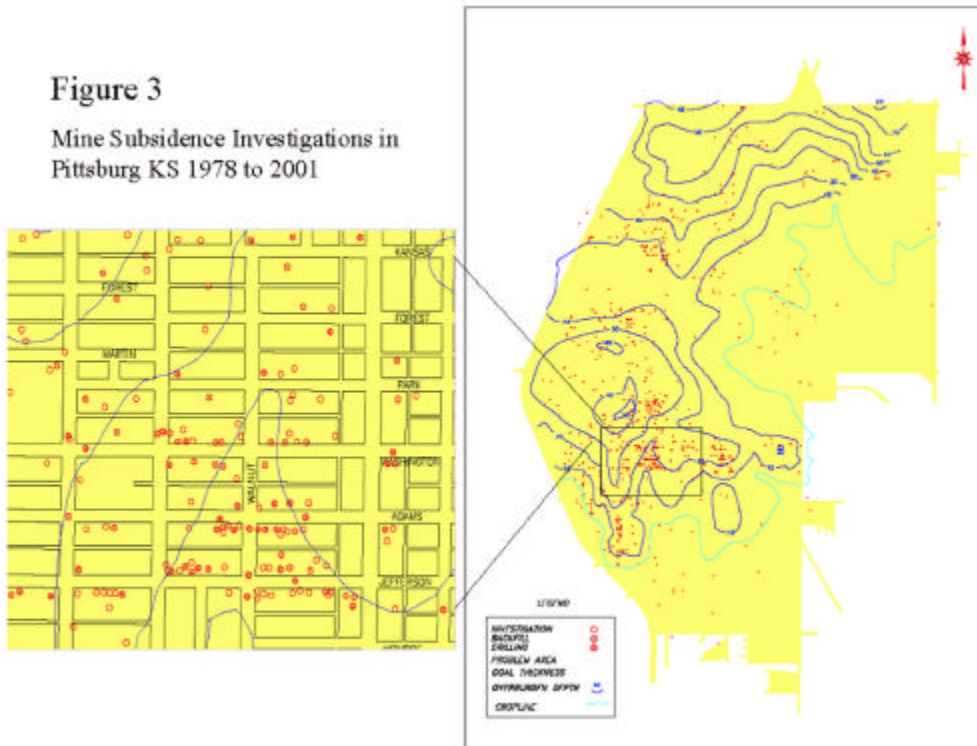 Figure 3
Mine Subsidence Investigations in
Pittsburg KS 1978 to 2001
KANSAS
FOREST
FOREST
MARTIN
PARK
WASHINGTON
WALNUT
ADAMS
JEFFERSON
LEGEND
INVESTIGATION
BACKFILL
DRILLING
PROBLEM AREA
COAL THICKNESS
OVERBURDEN DEPTH
CROPLINE